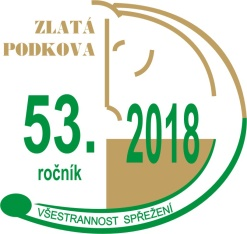 ZLATÁ
PODKOVA
53.
ročník
2018
VŠESTRANNOST SPŘEŽENÍ